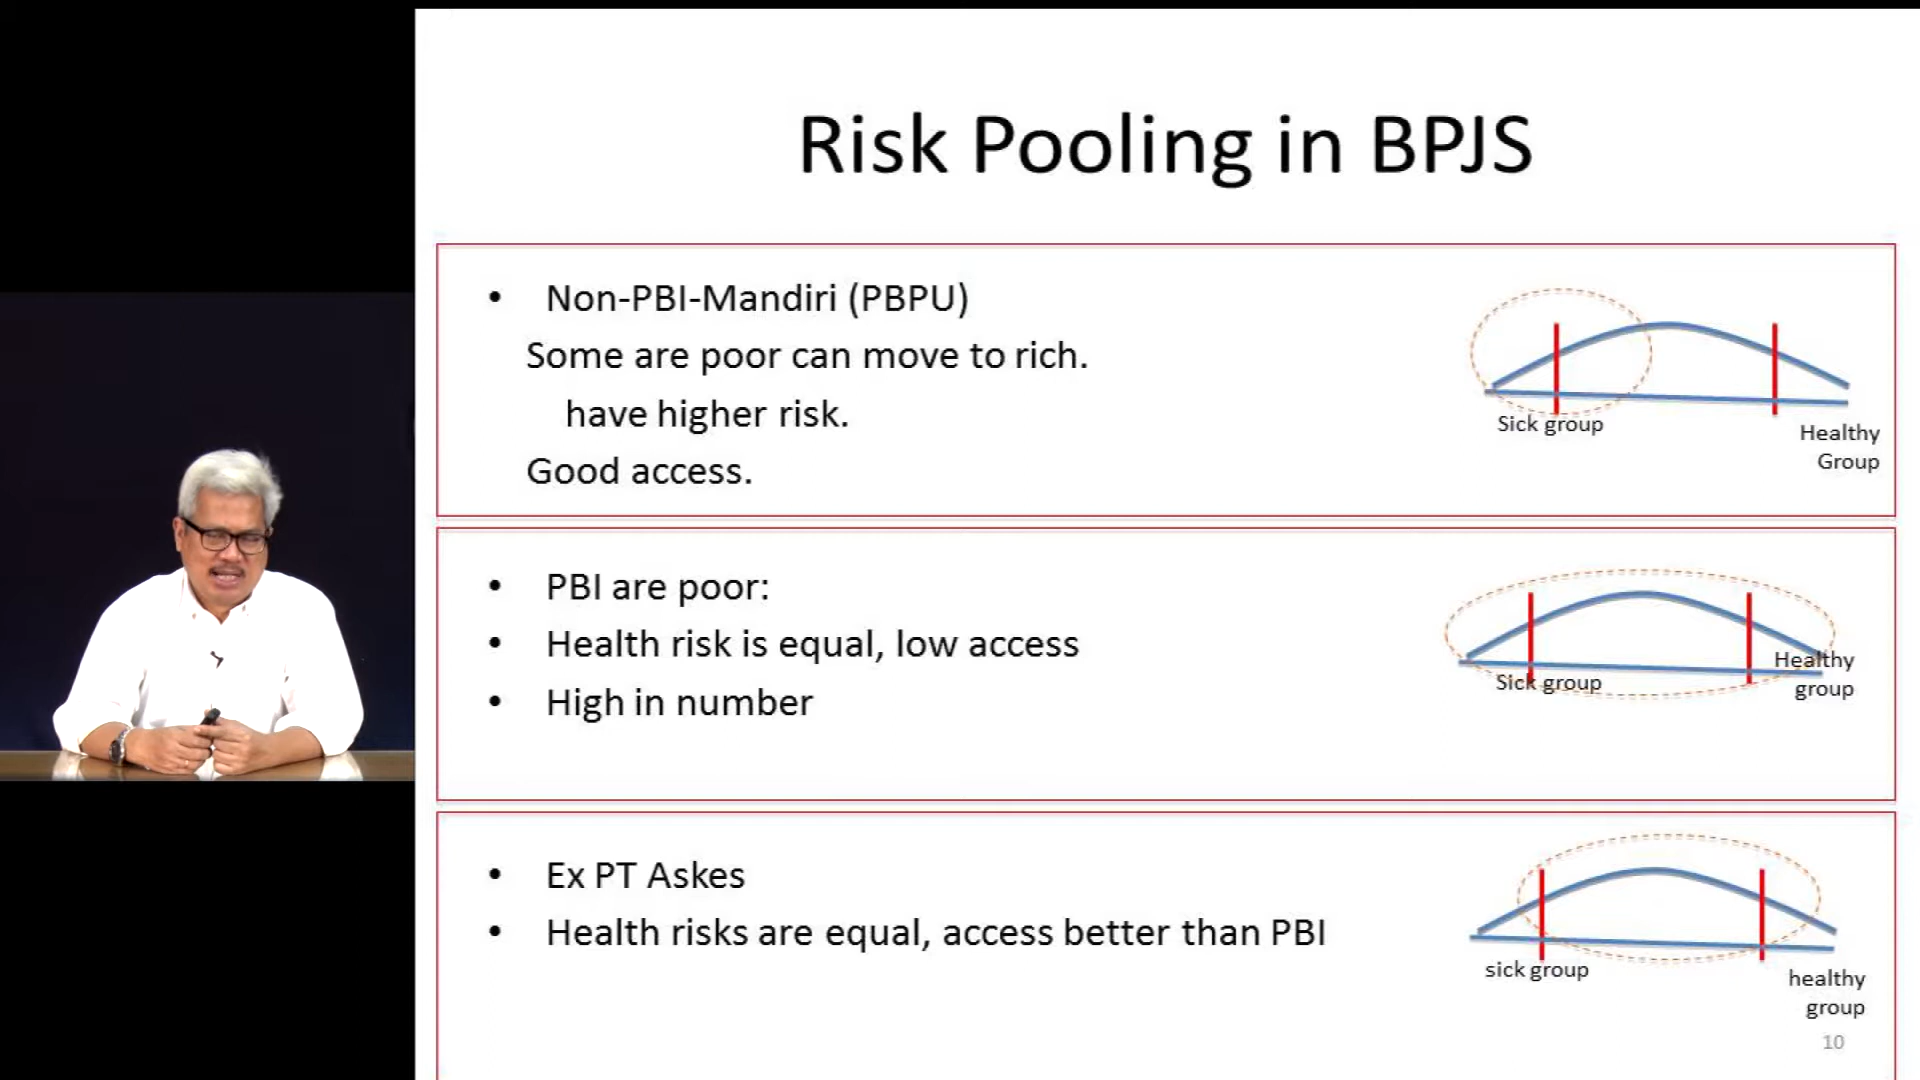 Risk Pooling in BPJS
• Non-PBI-Mandiri (PBPU)
Some are poor can move to rich.
have higher risk.
Good access.
Sick group
Healthy
Group
• PBI are poor:
• Health risk is equal, low access
• High in number
Sick group
Healthy
group
• Ex PT Askes
• Health risks are equal, access better than PBI
sick group
healthy
group
10